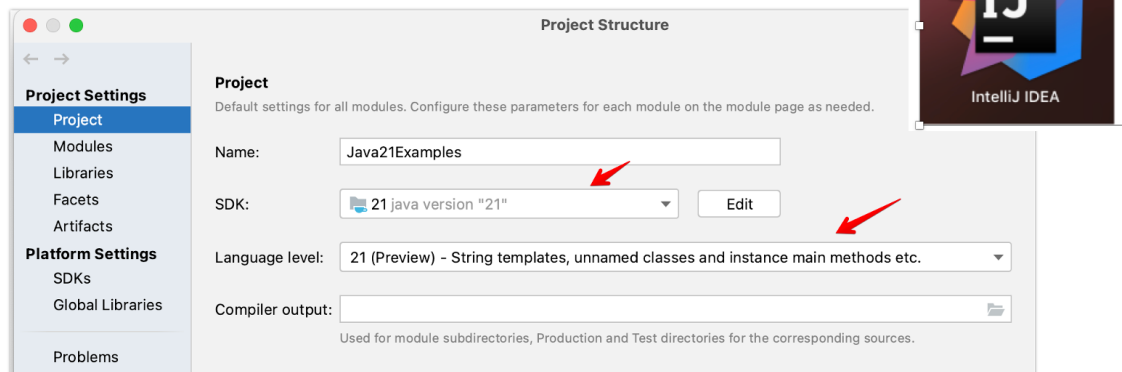 Project Structure
IJ
IntelliJ IDEA
Project Settings
Project
Modules
Libraries
Facets
Artifacts
Platform Settings
SDKs
Global Libraries
Problems
Project
Default settings for all modules. Configure these parameters for each module on the module page as needed.
Name: Java21Examples
SDK: 21 java version "21" Edit
Language level: 21 (Preview) - String templates, unnamed classes and instance main methods etc.
Compiler output:
Used for module subdirectories, Production and Test directories for the corresponding sources.